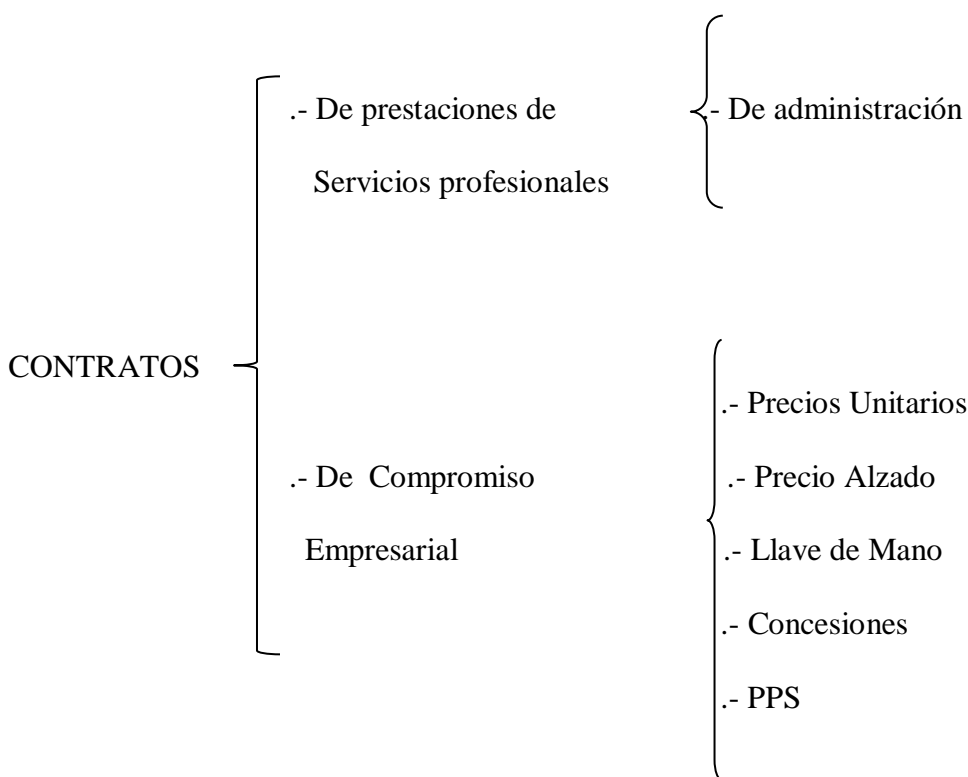 .- De prestaciones de
Servicios profesionales
.- De administración
CONTRATOS
.- De Compromiso
Empresarial
.- Precios Unitarios
.- Precio Alzado
.- Llave de Mano
.- Concesiones
.- PPS